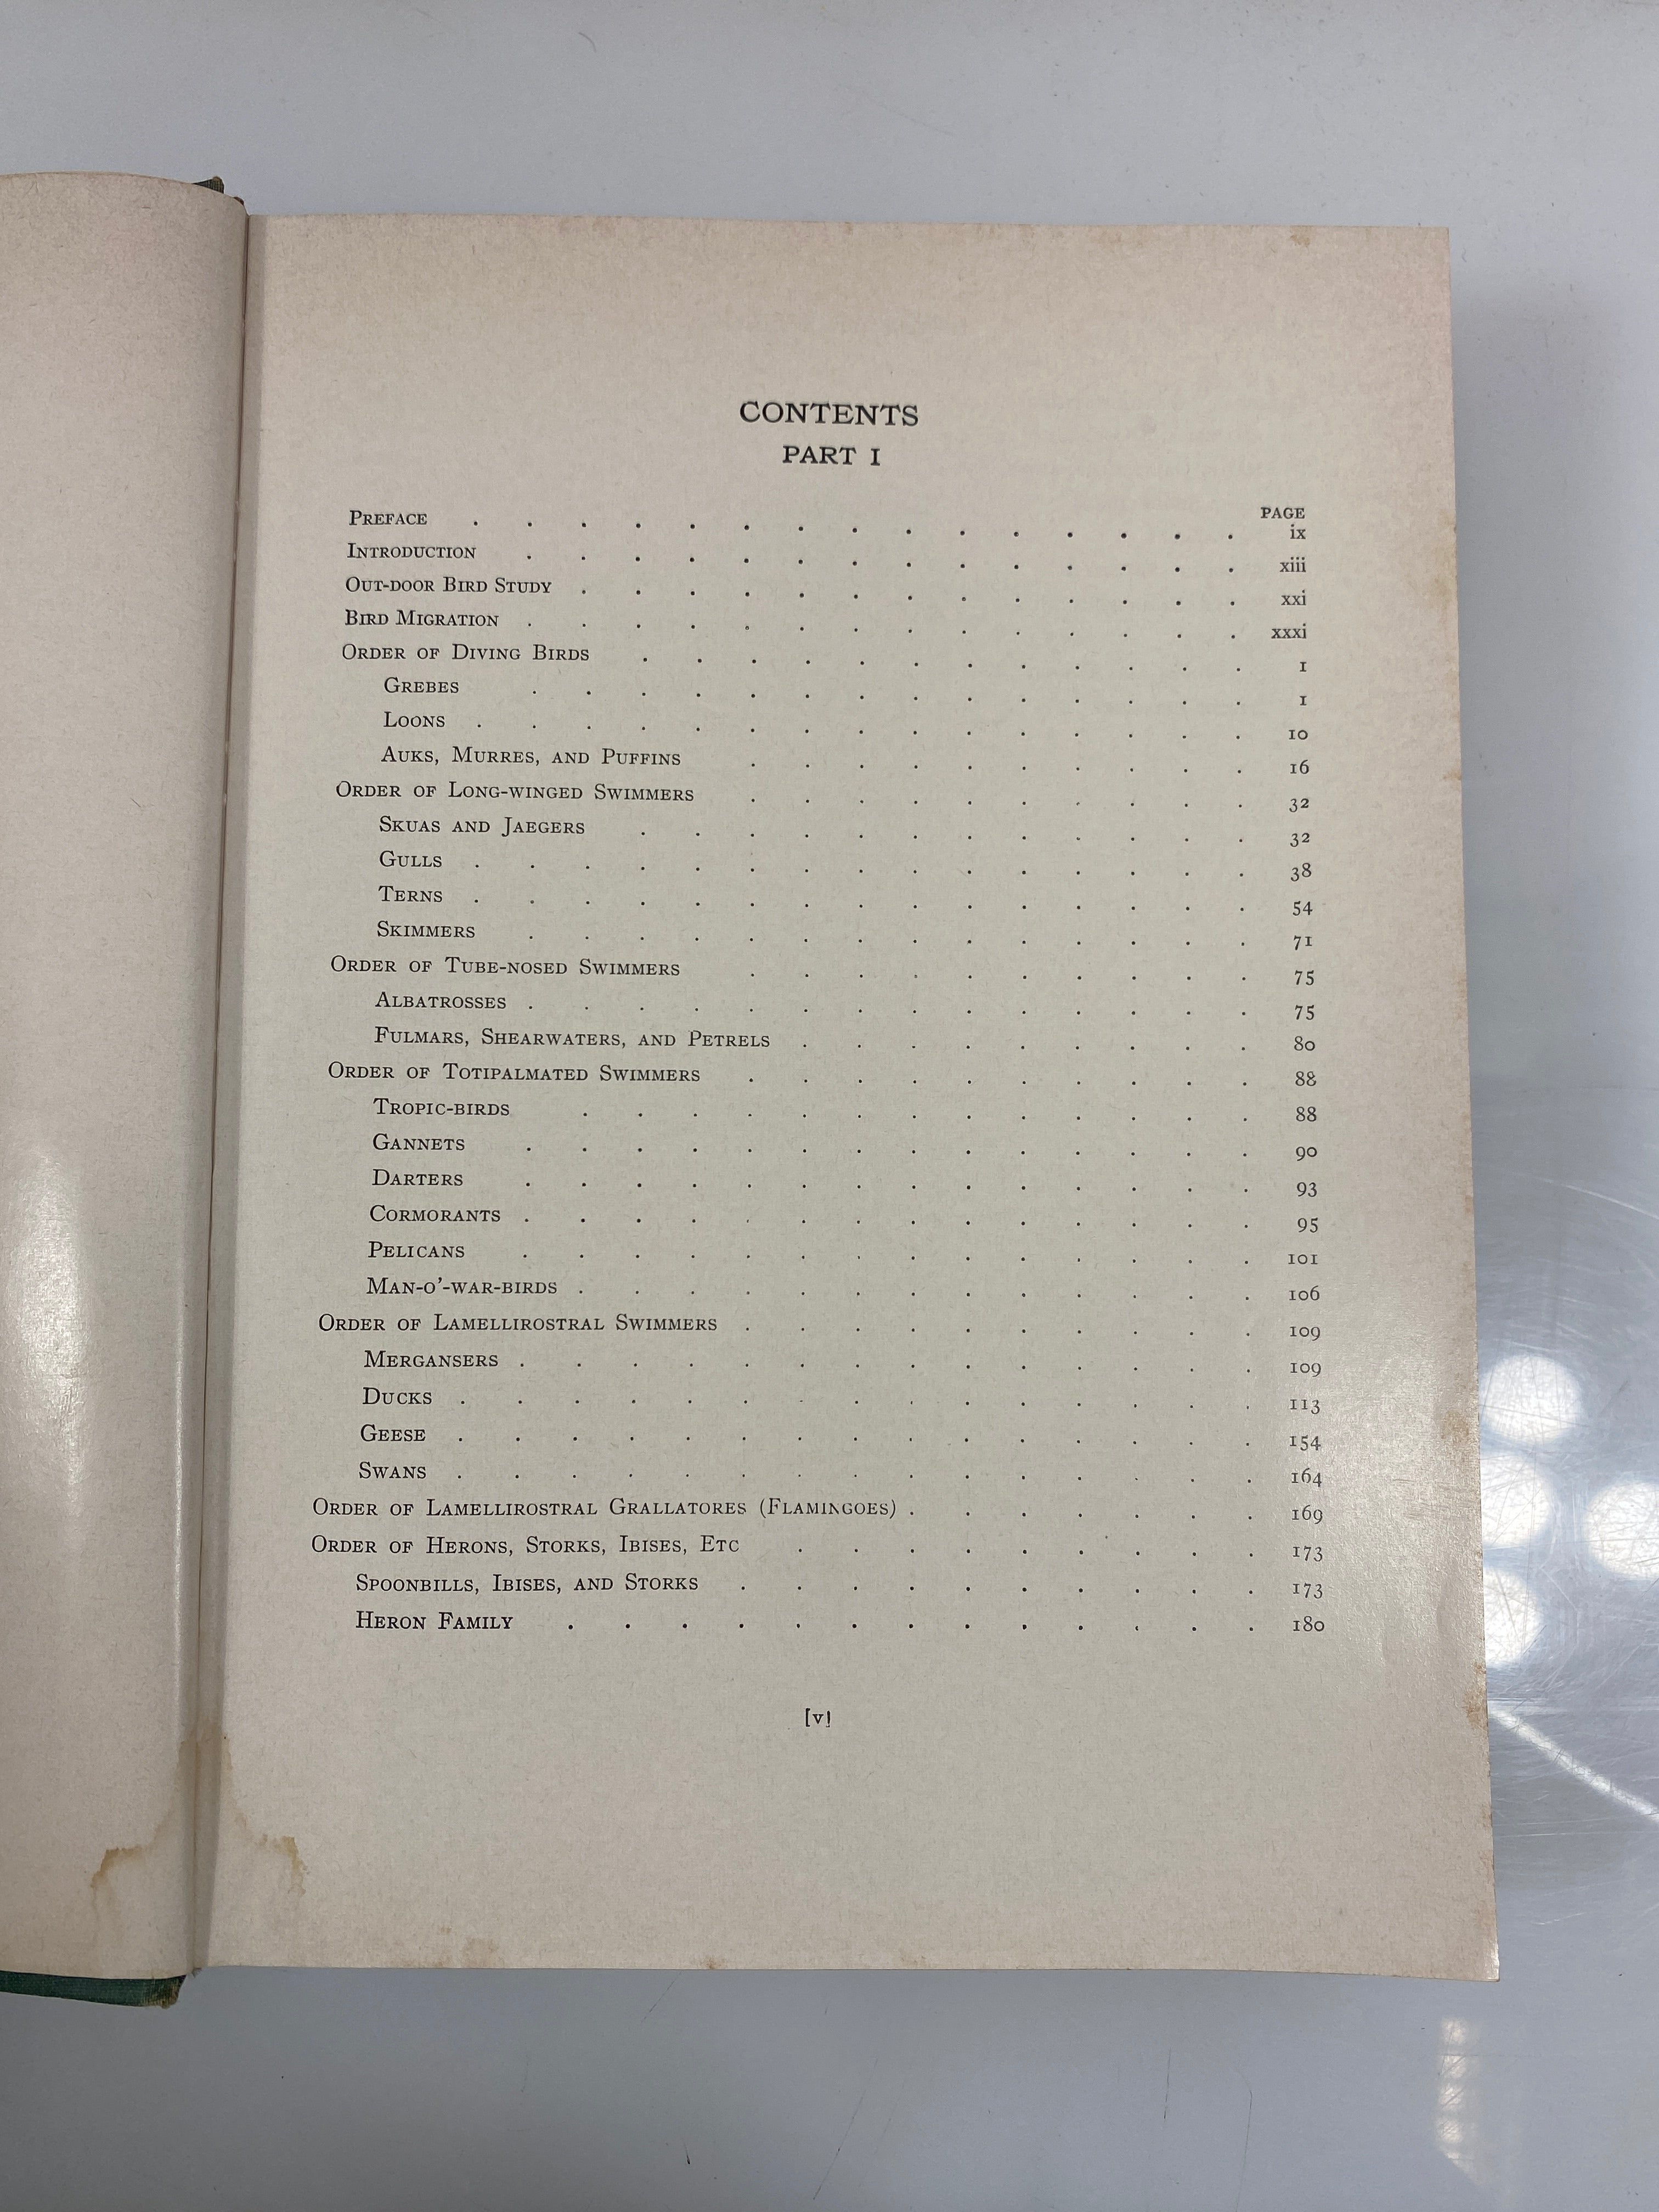 CONTENTS
PART I
PAGE
Preface . . . . . . . . . . . . . . . ix
Introduction . . . . . . . . . . . . . . xiii
Out-door Bird Study . . . . . . . . . . . . . xxi
Bird Migration . . . . . . . . . . . . . . xxxi
Order of Diving Birds . . . . . . . . . . . . 1
Grebes . . . . . . . . . . . . . . 1
Loons . . . . . . . . . . . . . . . 10
Auks, Murres, and Puffins . . . . . . . . . . 16
Order of Long-winged Swimmers . . . . . . . . . . 32
Skuas and Jaegers . . . . . . . . . . . . 32
Gulls . . . . . . . . . . . . . . . 38
Terns . . . . . . . . . . . . . . . 54
Skimmers . . . . . . . . . . . . . . 71
Order of Tube-nosed Swimmers . . . . . . . . . . 75
Albatrosses . . . . . . . . . . . . . . 75
Fulmars, Shearwaters, and Petrels . . . . . . . . . 80
Order of Totipalmated Swimmers . . . . . . . . . . 88
Tropic-birds . . . . . . . . . . . . . 88
Gannets . . . . . . . . . . . . . . 90
Darters . . . . . . . . . . . . . . 93
Cormorants . . . . . . . . . . . . . . 95
Pelicans . . . . . . . . . . . . . . 101
Man-o'-war-birds . . . . . . . . . . . . . 106
Order of Lamellirostral Swimmers . . . . . . . . . . 109
Mergansers . . . . . . . . . . . . . . 109
Ducks . . . . . . . . . . . . . . . 113
Geese . . . . . . . . . . . . . . . 154
Swans . . . . . . . . . . . . . . . 164
Order of Lamellirostral Grallatores (Flamingoes) . . . . . . . 169
Order of Herons, Storks, Ibises, Etc . . . . . . . . . 173
Spoonbills, Ibises, and Storks . . . . . . . . . . 173
Heron Family . . . . . . . . . . . . . 180
[v]